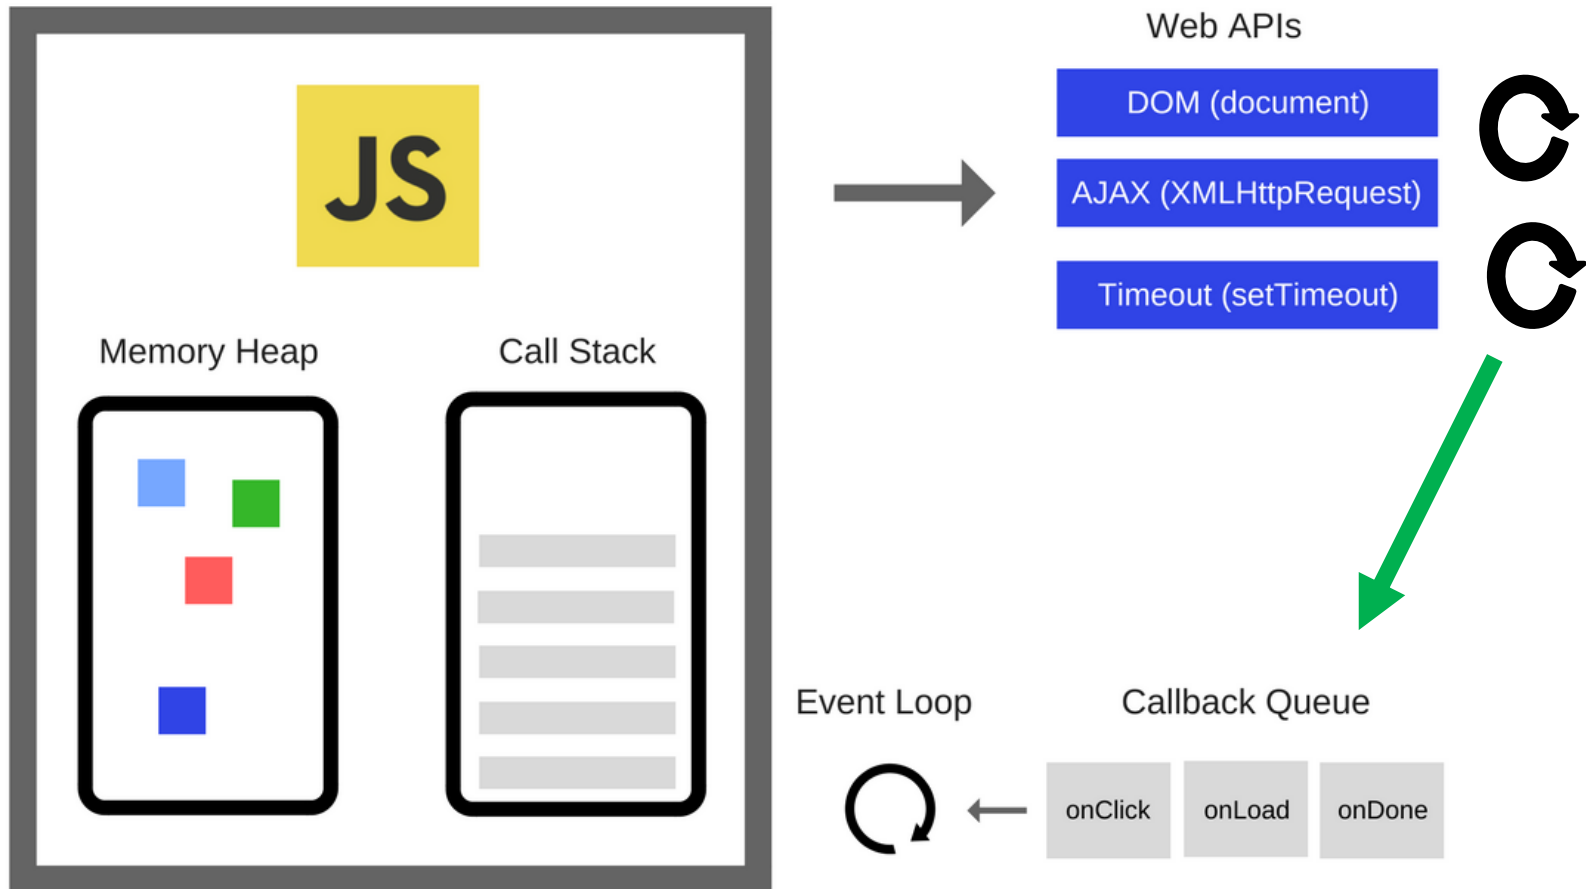 Web APIs
DOM (document)
JS
AJAX (XMLHttpRequest)
Timeout (setTimeout)
Memory Heap
Call Stack
Event Loop
Callback Queue
onClick
onLoad
onDone